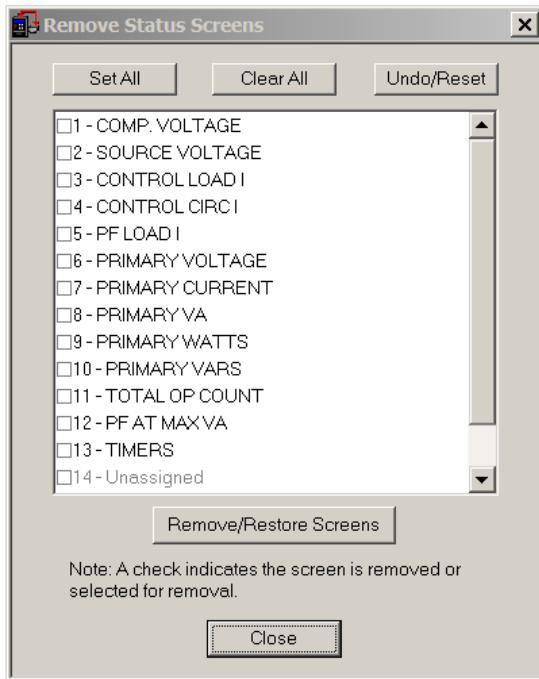 Remove Status Screens
Set All Clear All Undo/Reset
1 - COMP. VOLTAGE
2 - SOURCE VOLTAGE
3 - CONTROL LOAD I
4 - CONTROL CIRC I
5 - PF LOAD I
6 - PRIMARY VOLTAGE
7 - PRIMARY CURRENT
8 - PRIMARY VA
9 - PRIMARY WATTS
10 - PRIMARY VARS
11 - TOTAL OP COUNT
12 - PF AT MAX VA
13 - TIMERS
14 - Unassigned
Remove/Restore Screens
Note: A check indicates the screen is removed or
selected for removal.
Close